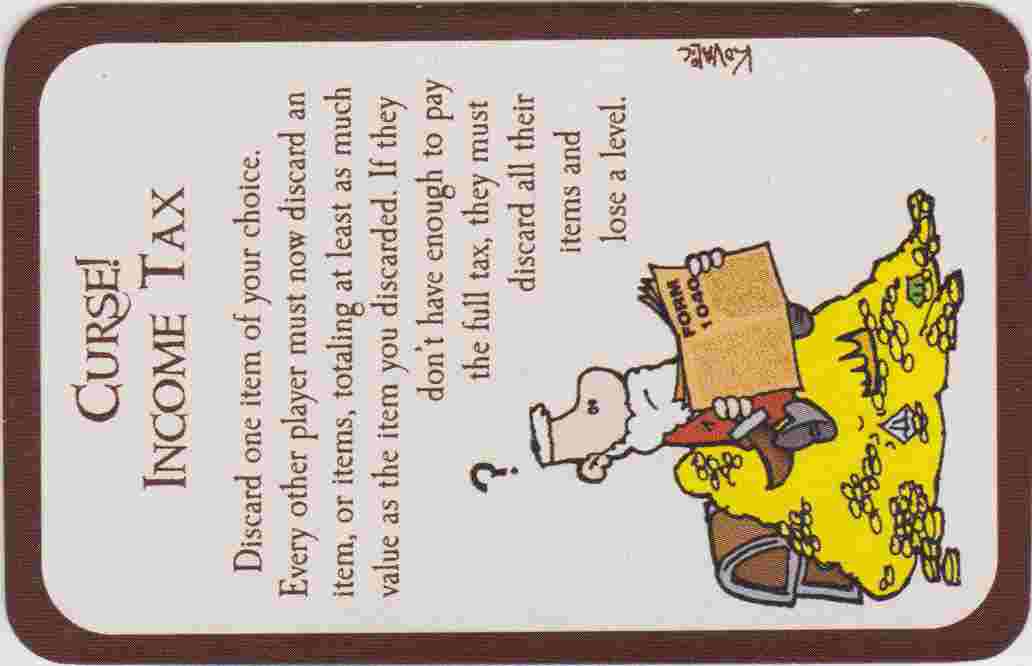 CURSE!
INCOME TAX
Discard one item of your choice.
Every other player must now discard an
item, or items, totaling at least as much
value as the item you discarded. If they
don't have enough to pay
the full tax, they must
discard all their
items and
lose a level.
?
FORM
1040
KOVALIC